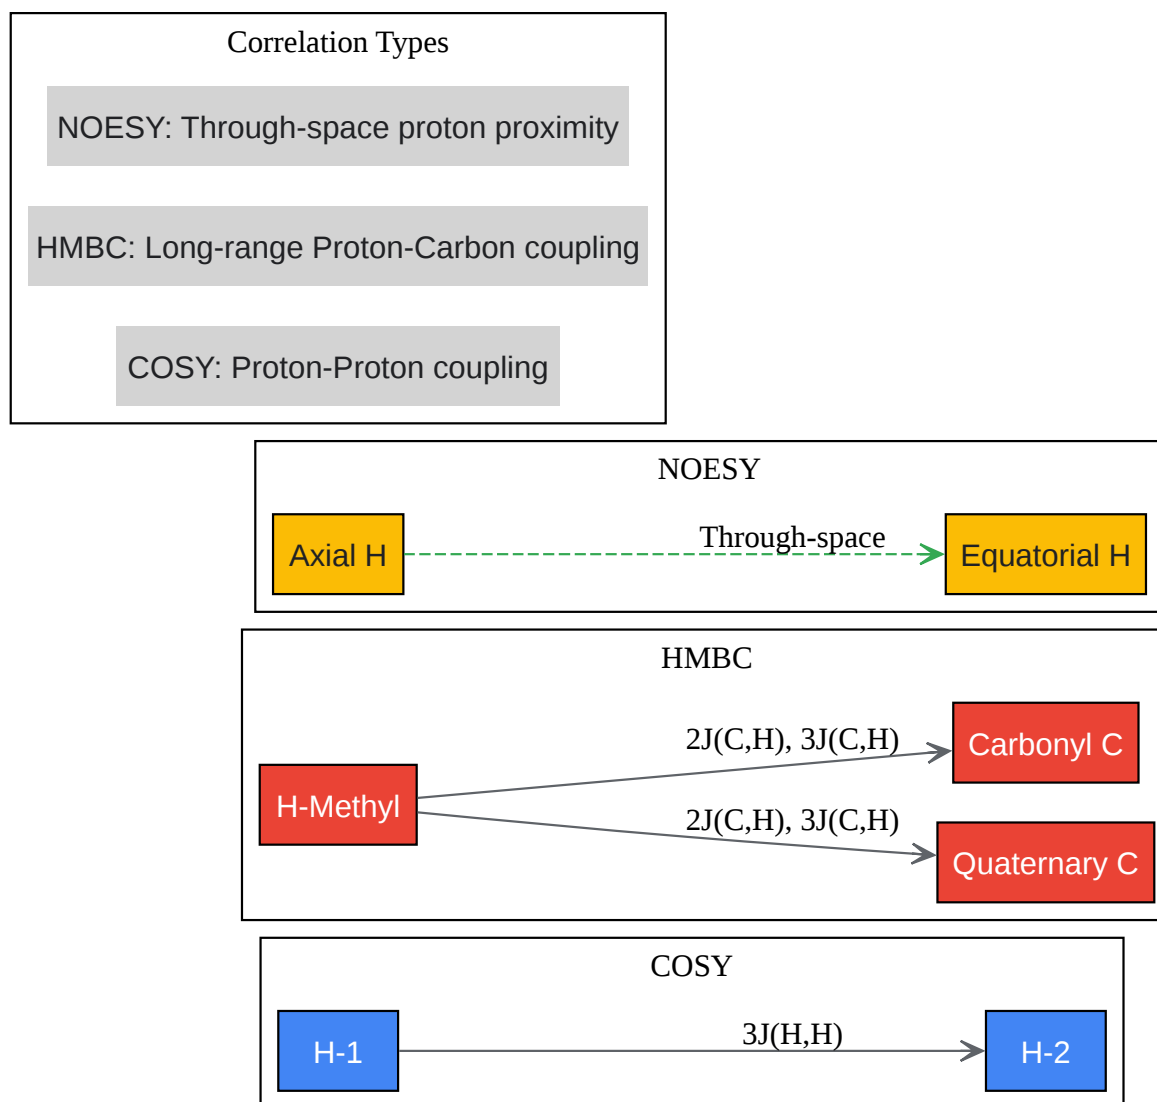 Correlation Types
NOESY: Through-space proton proximity
HMBC: Long-range Proton-Carbon coupling
COSY: Proton-Proton coupling
NOESY
Axial H
Through-space
Equatorial H
HMBC
H-Methyl
2J(C,H), 3J(C,H)
Carbonyl C
2J(C,H), 3J(C,H)
Quaternary C
COSY
H-1
3J(H,H)
H-2